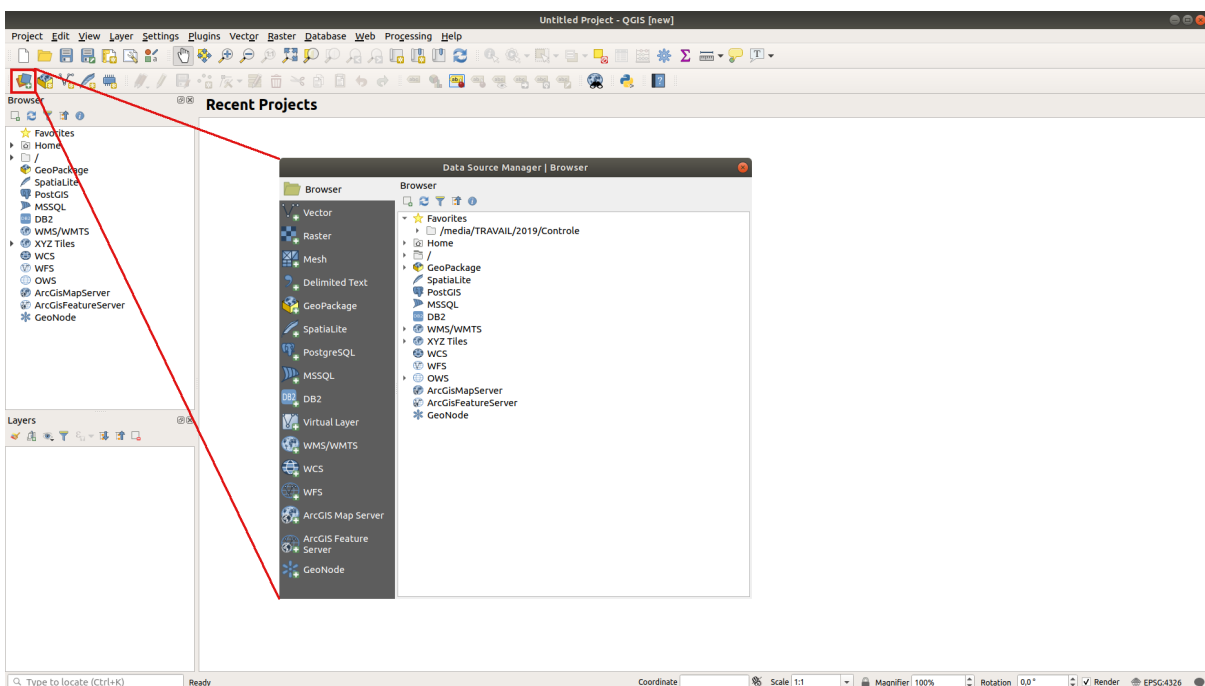 Untitled Project - QGIS [new]
Project Edit View Layer Settings Plugins Vector Raster Database Web Processing Help
Browser
Favorites
Home
/
GeoPackage
SpatiaLite
PostGIS
MSSQL
DB2
WMS/WMTS
XYZ Tiles
WCS
WFS
OWS
ArcGisMapServer
ArcGisFeatureServer
GeoNode
Layers
Recent Projects
Data Source Manager | Browser
Browser
Vector
Raster
Mesh
Delimited Text
GeoPackage
SpatiaLite
PostgreSQL
MSSQL
DB2
Virtual Layer
WMS/WMTS
WCS
WFS
ArcGIS Map Server
ArcGIS Feature
Server
GeoNode
Browser
Favorites
/media/TRAVAIL/2019/Controle
Home
/
GeoPackage
SpatiaLite
PostGIS
MSSQL
DB2
WMS/WMTS
XYZ Tiles
WCS
WFS
OWS
ArcGisMapServer
ArcGisFeatureServer
GeoNode
Type to locate (Ctrl+K) Ready Coordinate Scale 1:1 Magnifier 100% Rotation 0,0 ° Render EPSG:4326